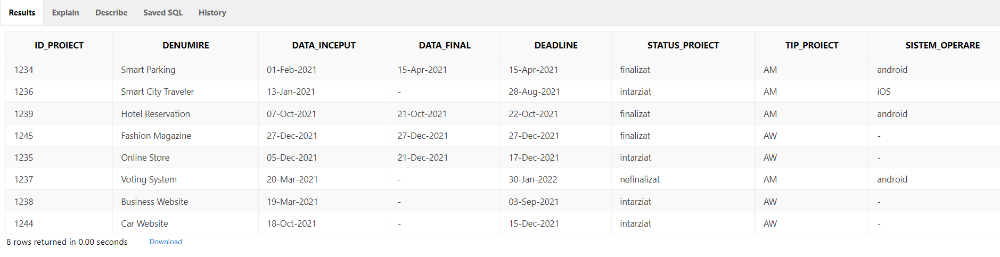 Results Explain Describe Saved SQL History
ID_PROIECT DENUMIRE DATA_INCEPUT DATA_FINAL DEADLINE STATUS_PROIECT TIP_PROIECT SISTEM_OPERARE
1234 Smart Parking 01-Feb-2021 15-Apr-2021 15-Apr-2021 finalizat AM android
1236 Smart City Traveler 13-Jan-2021 - 28-Aug-2021 intarziat AM iOS
1239 Hotel Reservation 07-Oct-2021 21-Oct-2021 22-Oct-2021 finalizat AM android
1245 Fashion Magazine 27-Dec-2021 27-Dec-2021 27-Dec-2021 finalizat AW -
1235 Online Store 05-Dec-2021 21-Dec-2021 17-Dec-2021 intarziat AW -
1237 Voting System 20-Mar-2021 - 30-Jan-2022 nefinalizat AM android
1238 Business Website 19-Mar-2021 - 03-Sep-2021 intarziat AW -
1244 Car Website 18-Oct-2021 - 15-Dec-2021 intarziat AW -
8 rows returned in 0.00 seconds Download